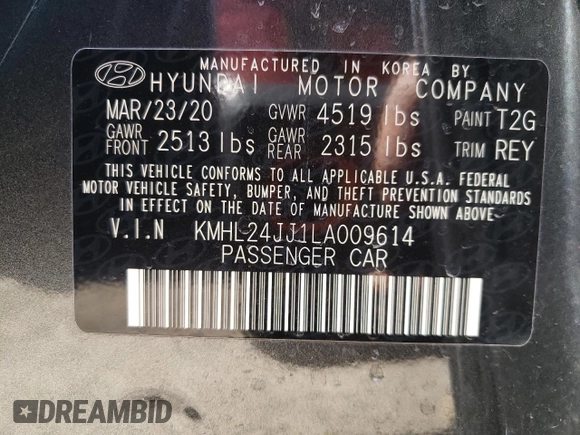 MANUFACTURED IN KOREA BY
HYUNDAI MOTOR COMPANY
MAR/23/20 GVWR 4519 lbs PAINT T2G
GAWR FRONT 2513 lbs GAWR REAR 2315 lbs TRIM REY
THIS VEHICLE CONFORMS TO ALL APPLICABLE U.S.A. FEDERAL
MOTOR VEHICLE SAFETY, BUMPER, AND THEFT PREVENTION STANDARDS
IN EFFECT ON THE DATE OF MANUFACTURE SHOWN ABOVE.
V.I.N KMHL24JJ1LA009614
PASSENGER CAR
DREAMBID